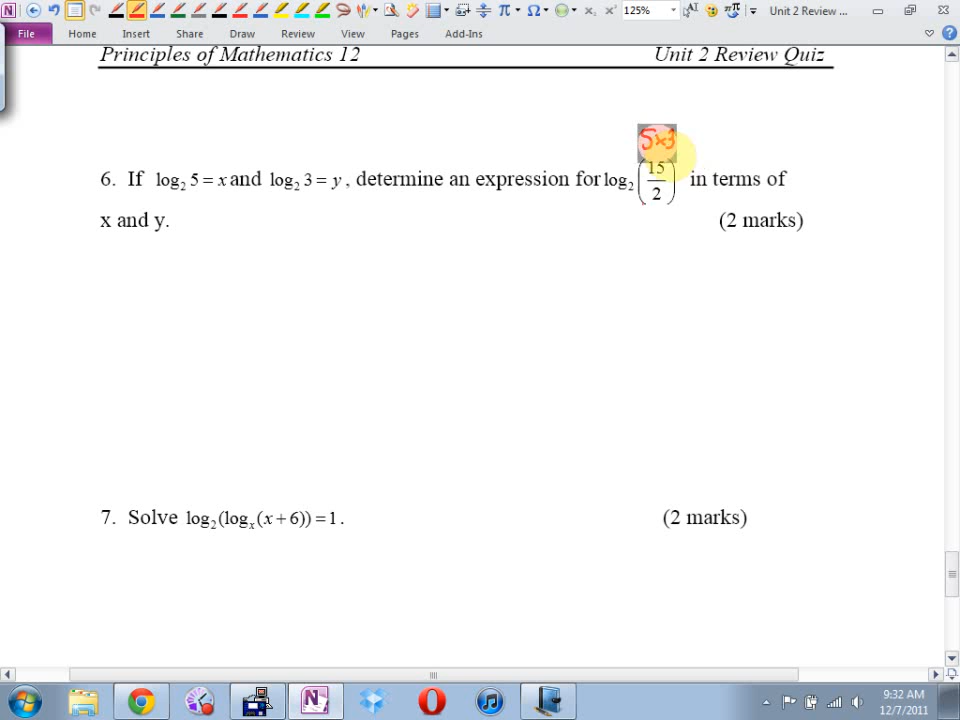 125%
Unit 2 Review ...
File Home Insert Share Draw Review View Pages Add-Ins
Principles of Mathematics 12 Unit 2 Review Quiz
5×3
6. If log₂ 5 = x and log₂ 3 = y , determine an expression for log₂ (15/2) in terms of
x and y. (2 marks)
7. Solve log₂(logₓ(x + 6)) = 1 . (2 marks)
9:32 AM
12/7/2011